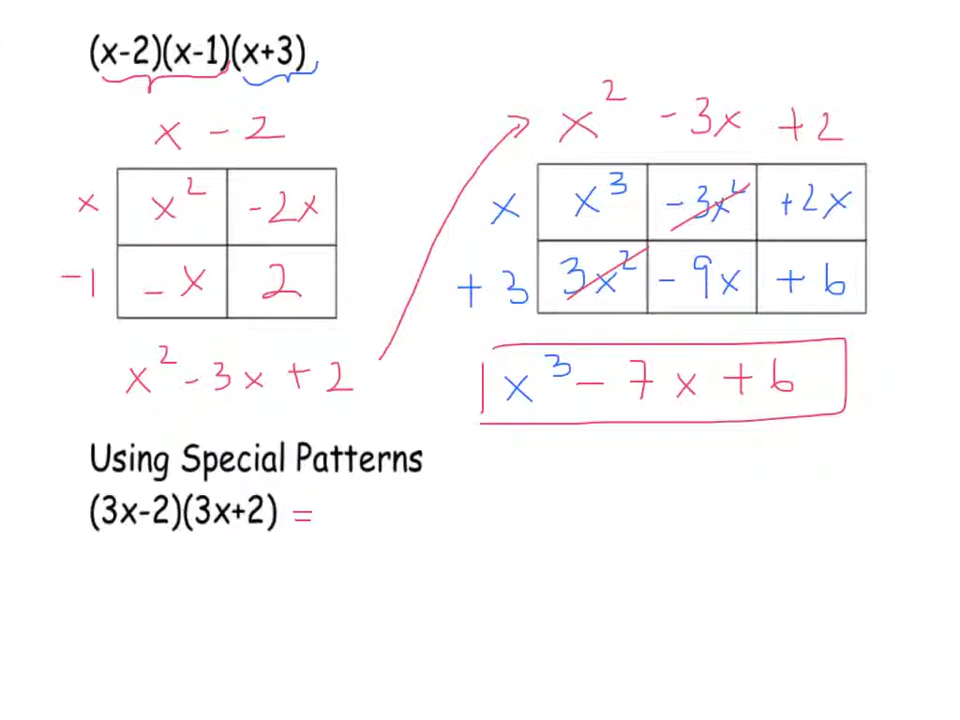 (x-2)(x-1)(x+3)
x - 2
x x² -2x
-1 - x 2
x² - 3x + 2
x² - 3x + 2
x x³ -3x² +2x
+ 3 3x² - 9x + 6
x³ - 7x + 6
Using Special Patterns
(3x-2)(3x+2) =